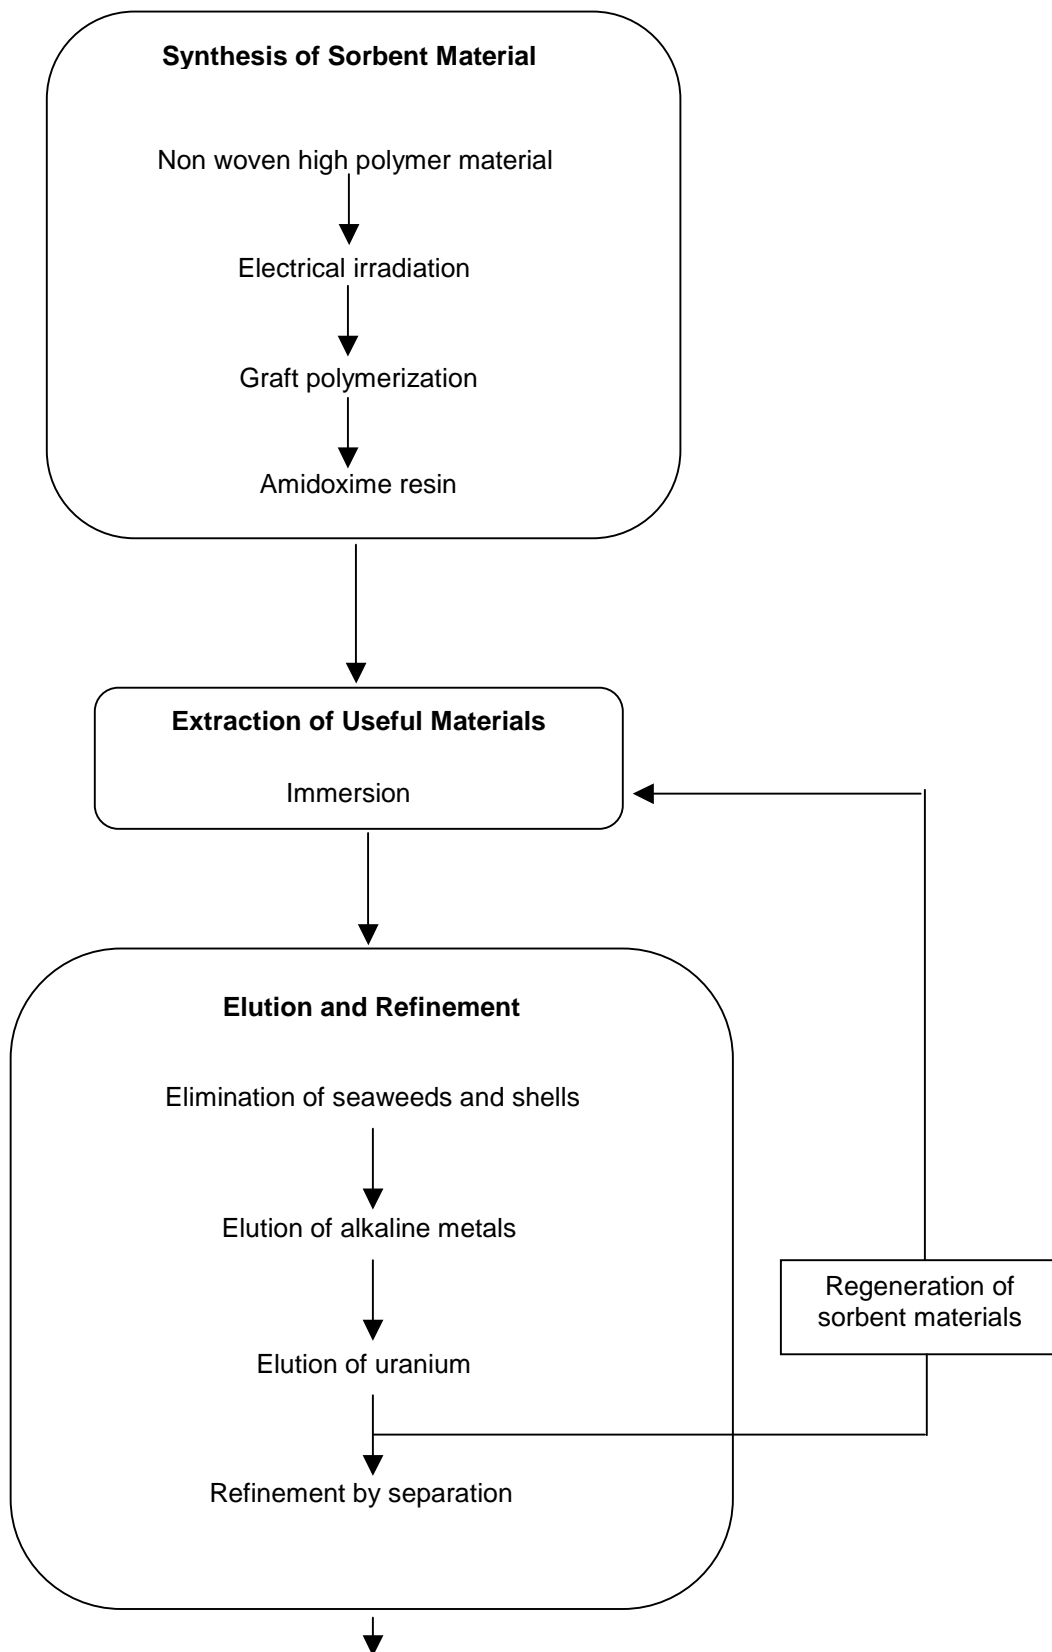 Synthesis of Sorbent Material
Non woven high polymer material
Electrical irradiation
Graft polymerization
Amidoxime resin
Extraction of Useful Materials
Immersion
Elution and Refinement
Elimination of seaweeds and shells
Elution of alkaline metals
Regeneration of
sorbent materials
Elution of uranium
Refinement by separation